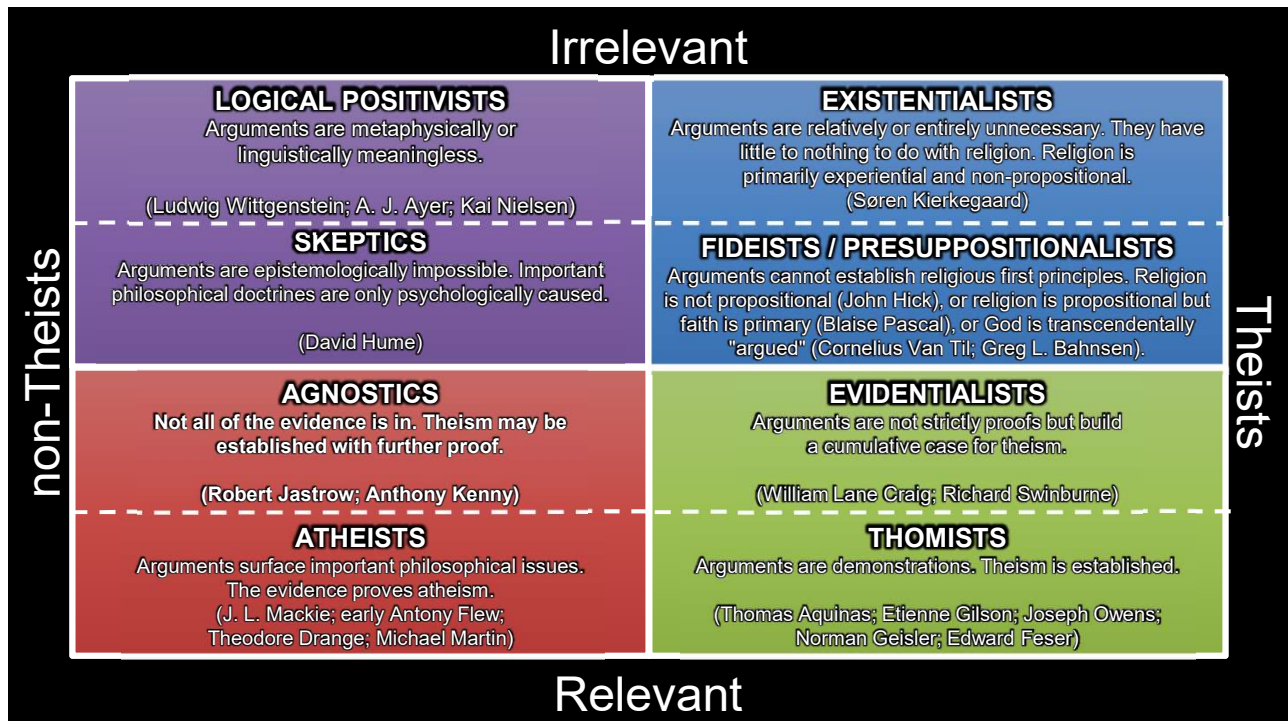 Irrelevant
non-Theists
LOGICAL POSITIVISTS
Arguments are metaphysically or
linguistically meaningless.
(Ludwig Wittgenstein; A. J. Ayer; Kai Nielsen)
SKEPTICS
Arguments are epistemologically impossible. Important
philosophical doctrines are only psychologically caused.
(David Hume)
EXISTENTIALISTS
Arguments are relatively or entirely unnecessary. They have
little to nothing to do with religion. Religion is
primarily experiential and non-propositional.
(Søren Kierkegaard)
FIDEISTS / PRESUPPOSITIONALISTS
Arguments cannot establish religious first principles. Religion
is not propositional (John Hick), or religion is propositional but
faith is primary (Blaise Pascal), or God is transcendentally
"argued" (Cornelius Van Til; Greg L. Bahnsen).
AGNOSTICS
Not all of the evidence is in. Theism may be
established with further proof.
(Robert Jastrow; Anthony Kenny)
ATHEISTS
Arguments surface important philosophical issues.
The evidence proves atheism.
(J. L. Mackie; early Antony Flew;
Theodore Drange; Michael Martin)
EVIDENTIALISTS
Arguments are not strictly proofs but build
a cumulative case for theism.
(William Lane Craig; Richard Swinburne)
THOMISTS
Arguments are demonstrations. Theism is established.
(Thomas Aquinas; Etienne Gilson; Joseph Owens;
Norman Geisler; Edward Feser)
Theists
Relevant